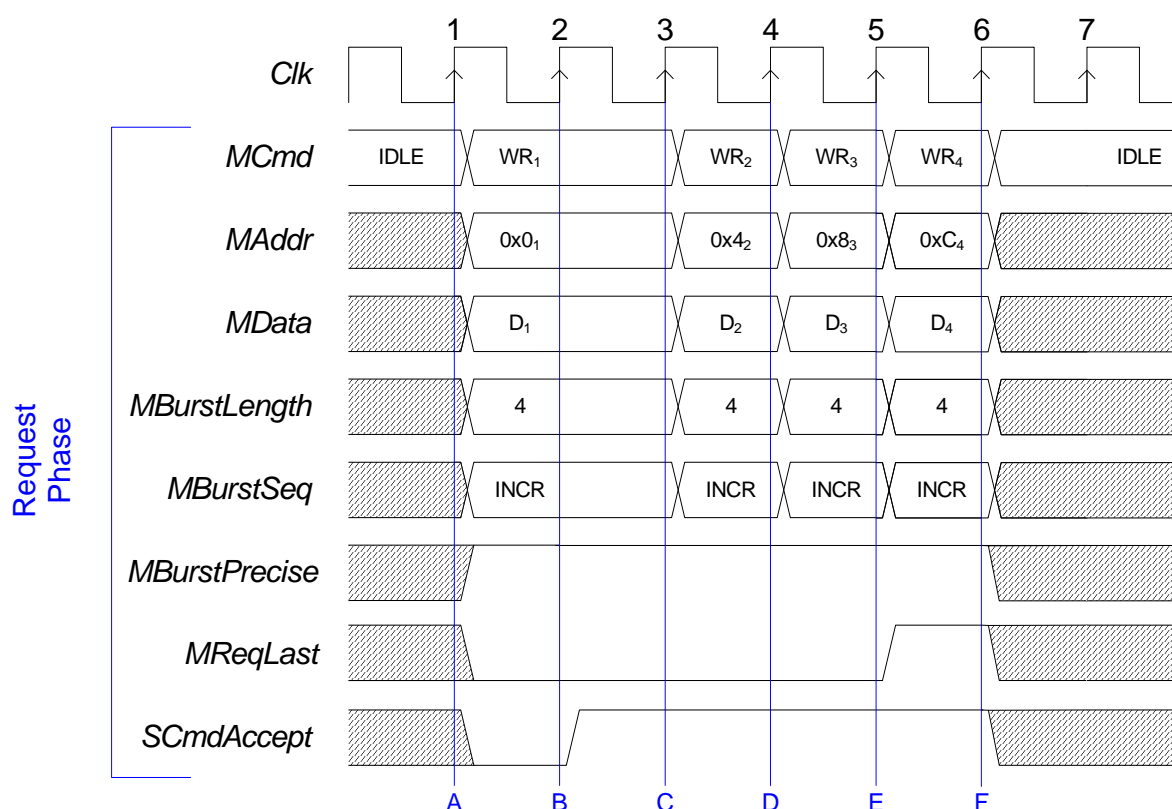 1 2 3 4 5 6 7
Clk
MCmd IDLE WR₁ WR₂ WR₃ WR₄ IDLE
MAddr 0x0₁ 0x4₂ 0x8₃ 0xC₄
MData D₁ D₂ D₃ D₄
MBurstLength 4 4 4 4
MBurstSeq INCR INCR INCR INCR
MBurstPrecise
MReqLast
SCmdAccept
Request
Phase
A B C D E F